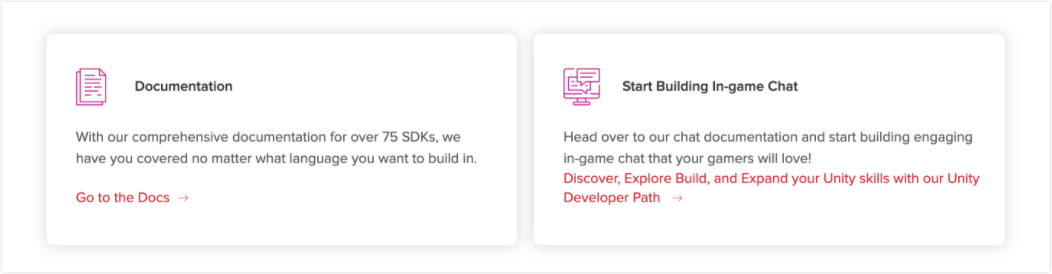 Documentation
With our comprehensive documentation for over 75 SDKs, we
have you covered no matter what language you want to build in.
Go to the Docs →
Start Building In-game Chat
Head over to our chat documentation and start building engaging
in-game chat that your gamers will love!
Discover, Explore Build, and Expand your Unity skills with our Unity
Developer Path →